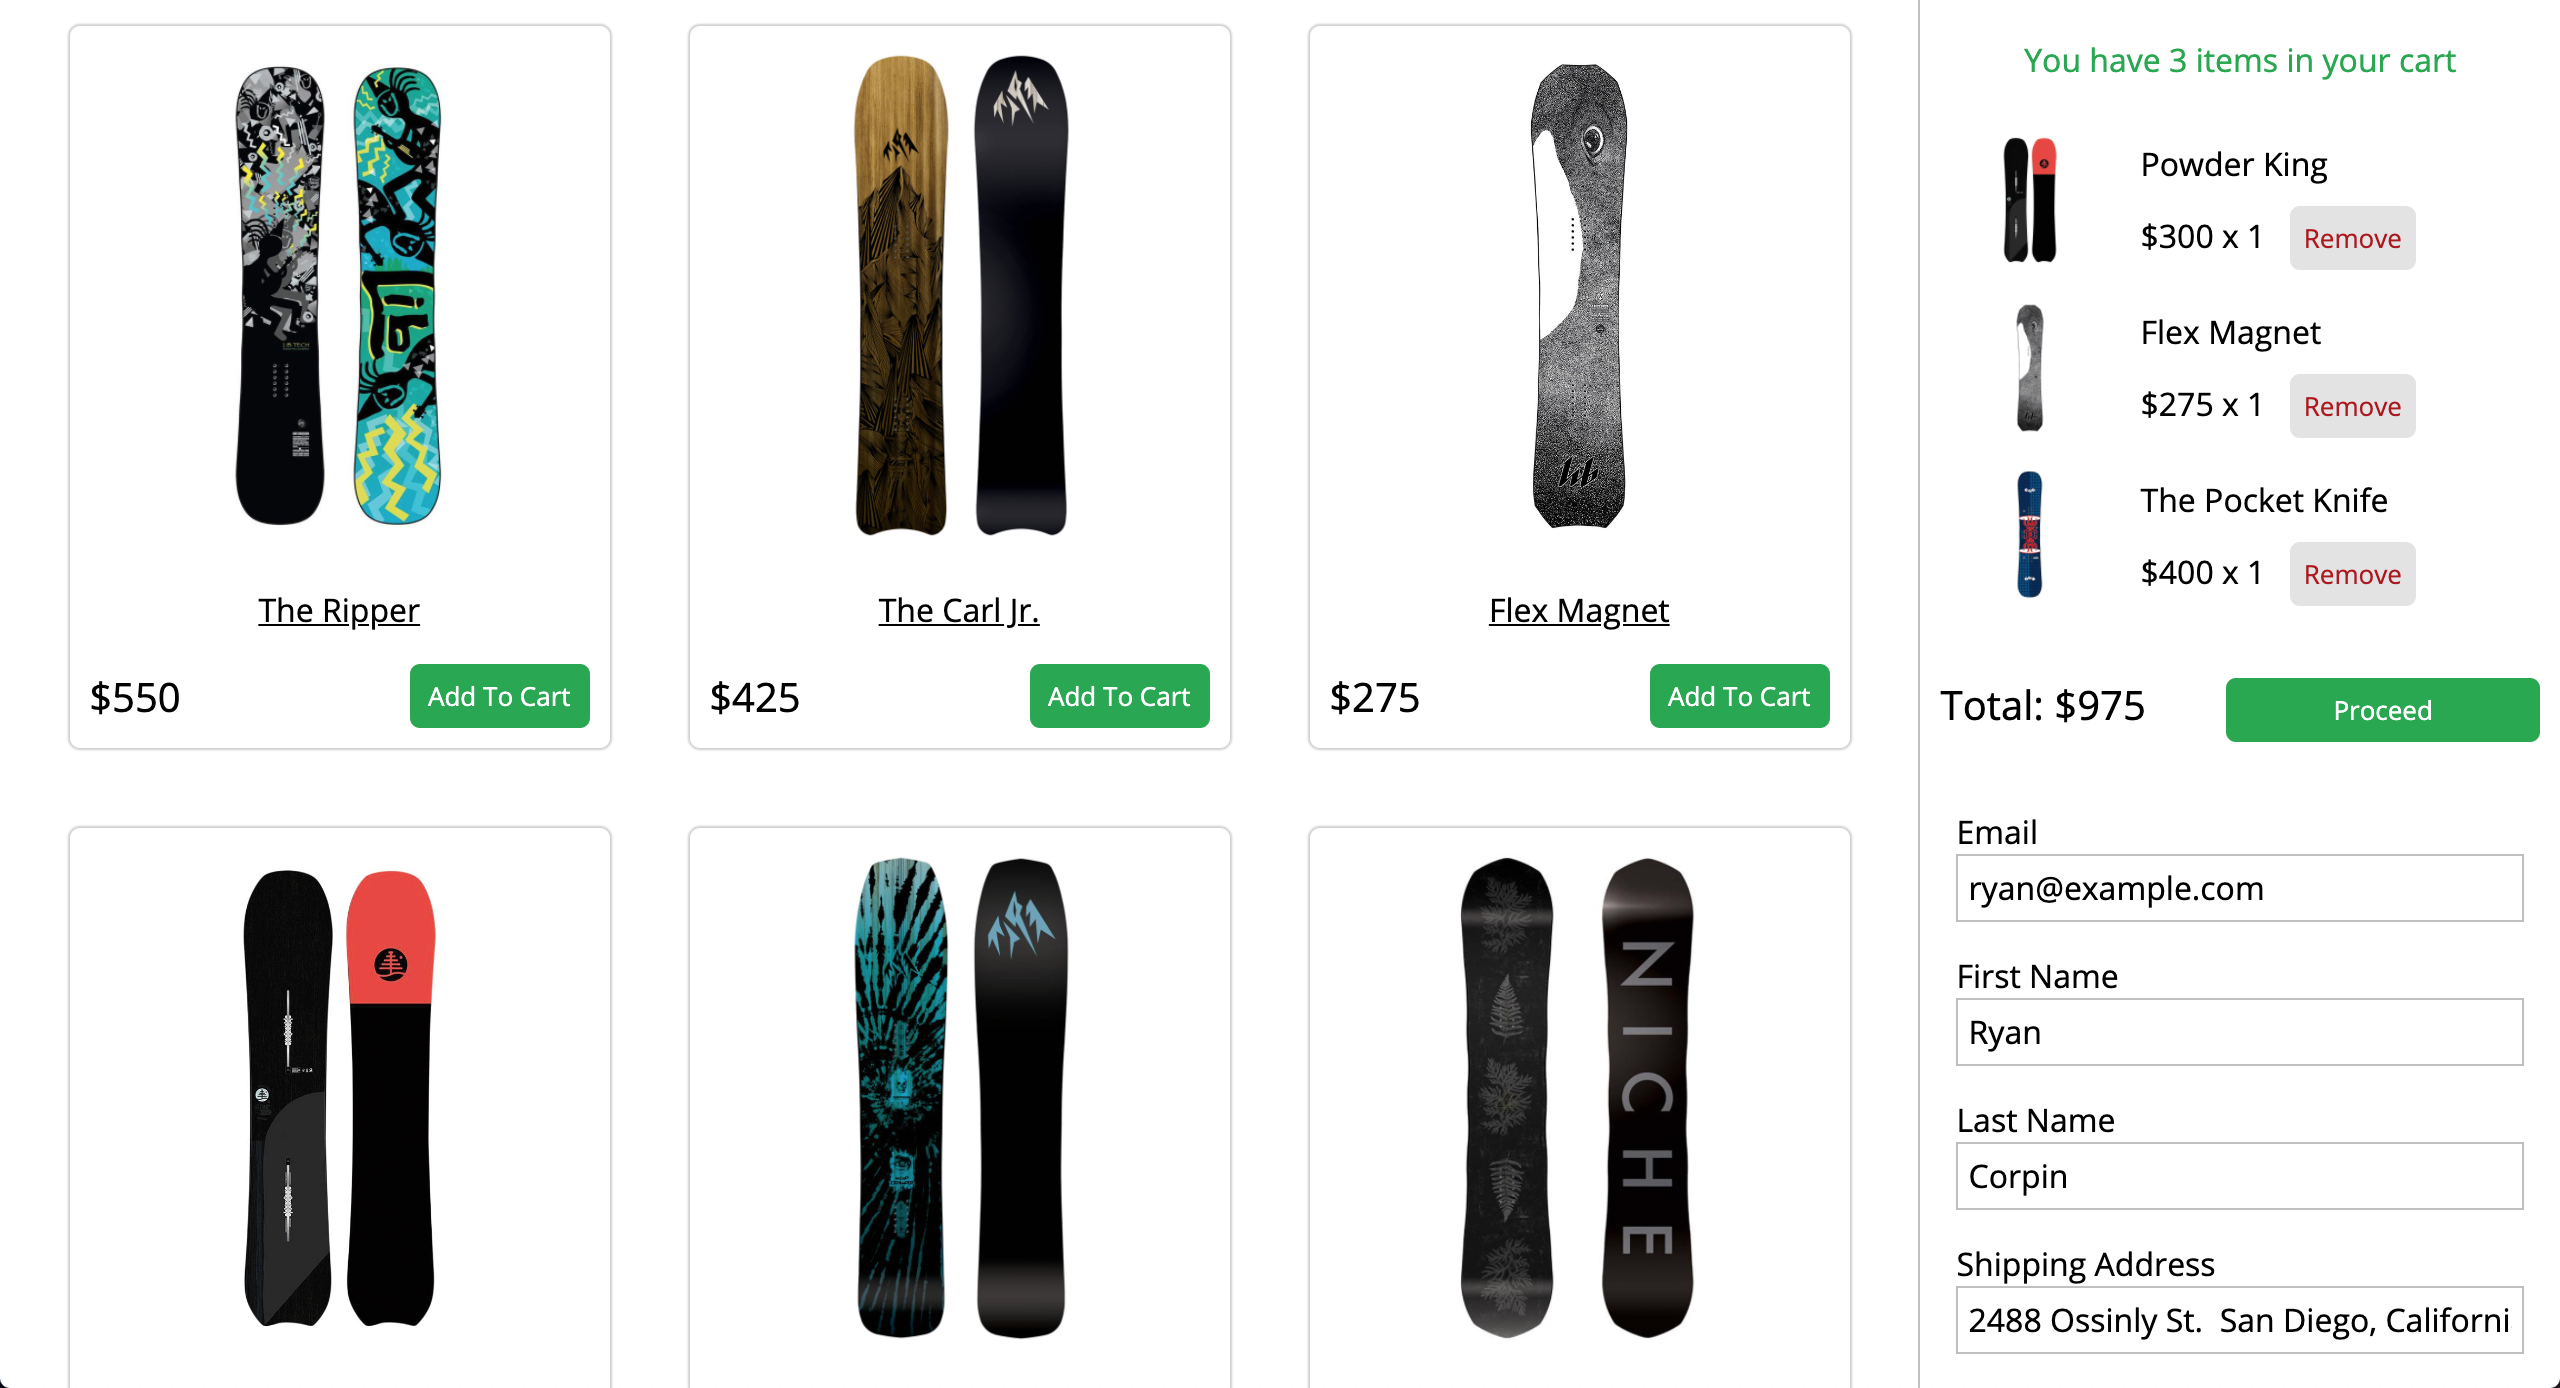 The Ripper
$550
Add To Cart
The Carl Jr.
$425
Add To Cart
Flex Magnet
$275
Add To Cart
NICHE
You have 3 items in your cart
Powder King
$300 x 1
Remove
Flex Magnet
$275 x 1
Remove
The Pocket Knife
$400 x 1
Remove
Total: $975
Proceed
Email
ryan@example.com
First Name
Ryan
Last Name
Corpin
Shipping Address
2488 Ossinly St.  San Diego, Californi